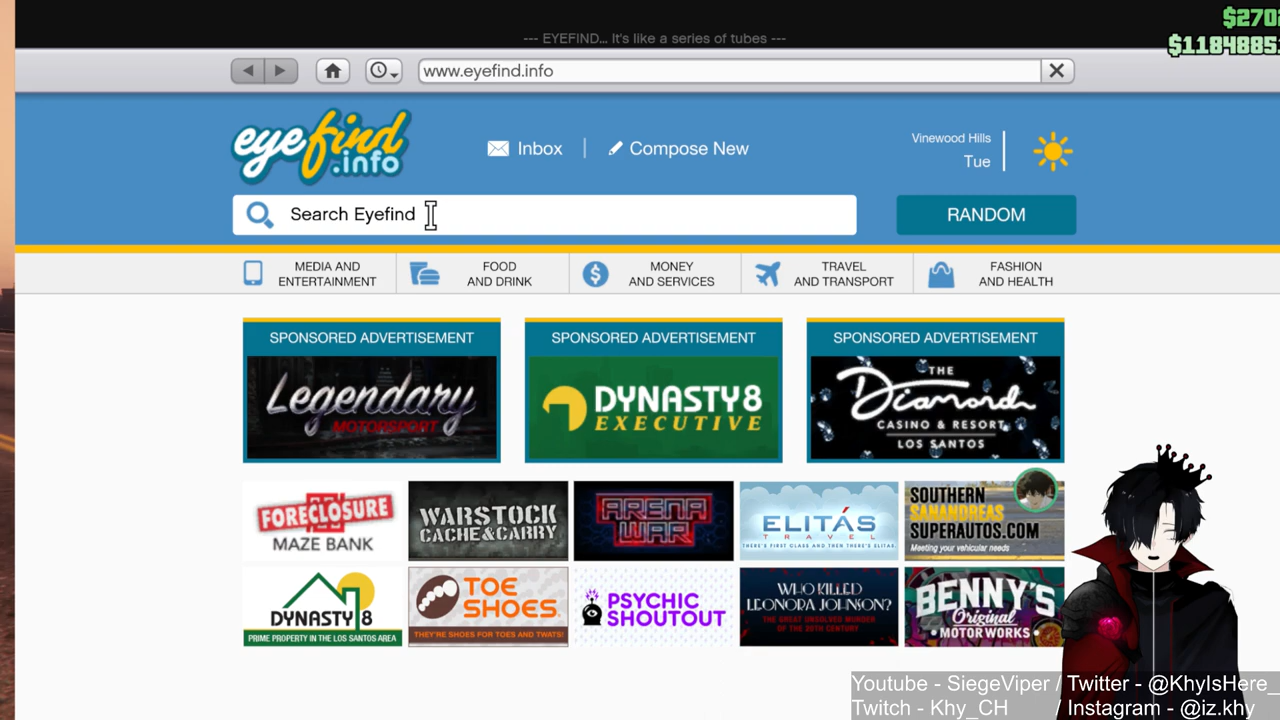 $270
--- EYEFIND... It's like a series of tubes ---
$11848851
www.eyefind.info
eyefind
.info
Inbox
Compose New
Vinewood Hills
Tue
Search Eyefind
RANDOM
MEDIA AND
ENTERTAINMENT
FOOD
AND DRINK
MONEY
AND SERVICES
TRAVEL
AND TRANSPORT
FASHION
AND HEALTH
SPONSORED ADVERTISEMENT
Legendary
MOTORSPORT
SPONSORED ADVERTISEMENT
DYNASTY8
EXECUTIVE
SPONSORED ADVERTISEMENT
THE
Diamond
CASINO & RESORT
LOS SANTOS
FORECLOSURE
MAZE BANK
WARSTOCK
CACHE&CARRY
ARENA
WAR
ELITÁS
TRAVEL
THERE'S FIRST CLASS AND THEN THERE'S ELITAS.
SOUTHERN
SANANDREAS
SUPERAUTOS.COM
Meeting your vehicular needs
DYNASTY 8
PRIME PROPERTY IN THE LOS SANTOS AREA
TOE
SHOES
THEY'RE SHOES FOR TOES AND TWATS!
PSYCHIC
SHOUTOUT
WHO KILLED
LEONORA JOHNSON?
THE GREAT UNSOLVED MURDER
OF THE 20TH CENTURY
BENNY'S
Original
MOTOR WORKS
Youtube - SiegeViper / Twitter - @KhyIsHere_
Twitch - Khy_CH / Instagram - @iz.khy